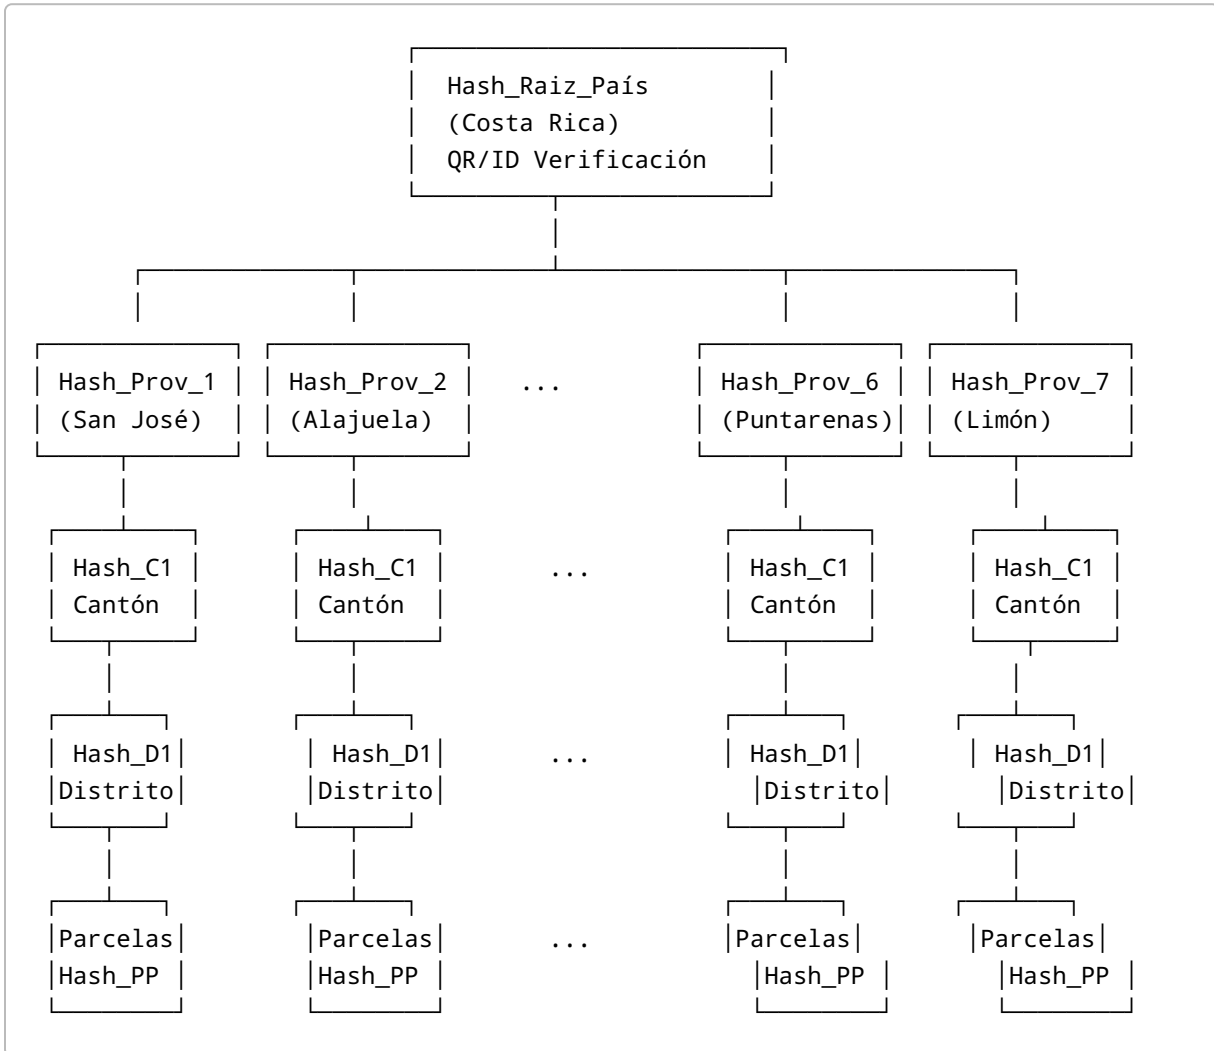 Hash_Raiz_País
(Costa Rica)
QR/ID Verificación
Hash_Prov_1 Hash_Prov_2 ... Hash_Prov_6 Hash_Prov_7
(San José) (Alajuela) (Puntarenas) (Limón)
Hash_C1 Hash_C1 ... Hash_C1 Hash_C1
Cantón Cantón Cantón Cantón
Hash_D1 Hash_D1 ... Hash_D1 Hash_D1
Distrito Distrito Distrito Distrito
Parcelas Parcelas ... Parcelas Parcelas
Hash_PP Hash_PP Hash_PP Hash_PP